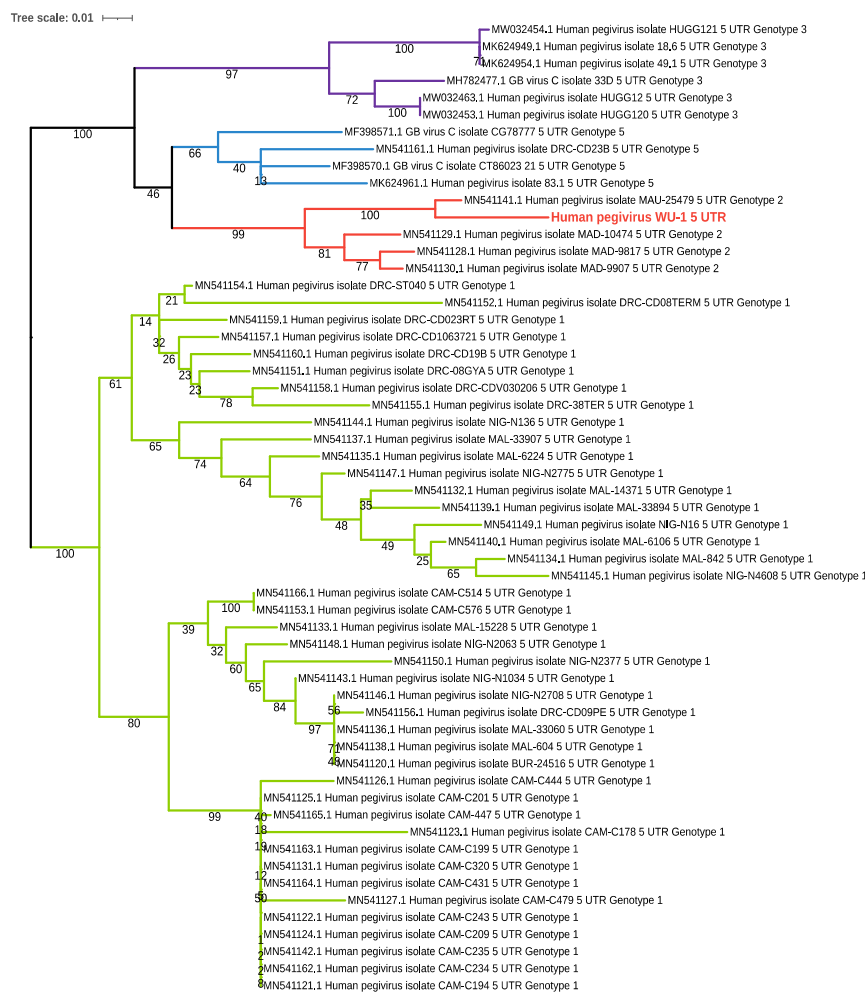 Tree scale: 0.01
MW032454.1 Human pegivirus isolate HUGG121 5 UTR Genotype 3
100
MK624949.1 Human pegivirus isolate 18.6 5 UTR Genotype 3
MK624954.1 Human pegivirus isolate 49.1 5 UTR Genotype 3
97
MH782477.1 GB virus C isolate 33D 5 UTR Genotype 3
72
MW032463.1 Human pegivirus isolate HUGG12 5 UTR Genotype 3
100
MW032453.1 Human pegivirus isolate HUGG120 5 UTR Genotype 3
100
MF398571.1 GB virus C isolate CG78777 5 UTR Genotype 5
66
MN541161.1 Human pegivirus isolate DRC-CD23B 5 UTR Genotype 5
40
MF398570.1 GB virus C isolate CT86023 21 5 UTR Genotype 5
13
MK624961.1 Human pegivirus isolate 83.1 5 UTR Genotype 5
46
MN541141.1 Human pegivirus isolate MAU-25479 5 UTR Genotype 2
100
Human pegivirus WU-1 5 UTR
99
MN541129.1 Human pegivirus isolate MAD-10474 5 UTR Genotype 2
81
MN541128.1 Human pegivirus isolate MAD-9817 5 UTR Genotype 2
77
MN541130.1 Human pegivirus isolate MAD-9907 5 UTR Genotype 2
MN541154.1 Human pegivirus isolate DRC-ST040 5 UTR Genotype 1
21
MN541152.1 Human pegivirus isolate DRC-CD08TERM 5 UTR Genotype 1
14
MN541159.1 Human pegivirus isolate DRC-CD023RT 5 UTR Genotype 1
32
MN541157.1 Human pegivirus isolate DRC-CD1063721 5 UTR Genotype 1
26
MN541160.1 Human pegivirus isolate DRC-CD19B 5 UTR Genotype 1
23
MN541151.1 Human pegivirus isolate DRC-08GYA 5 UTR Genotype 1
61
23
MN541158.1 Human pegivirus isolate DRC-CDV030206 5 UTR Genotype 1
78
MN541155.1 Human pegivirus isolate DRC-38TER 5 UTR Genotype 1
MN541144.1 Human pegivirus isolate NIG-N136 5 UTR Genotype 1
65
MN541137.1 Human pegivirus isolate MAL-33907 5 UTR Genotype 1
74
MN541135.1 Human pegivirus isolate MAL-6224 5 UTR Genotype 1
64
MN541147.1 Human pegivirus isolate NIG-N2775 5 UTR Genotype 1
76
MN541132.1 Human pegivirus isolate MAL-14371 5 UTR Genotype 1
35
MN541139.1 Human pegivirus isolate MAL-33894 5 UTR Genotype 1
48
MN541149.1 Human pegivirus isolate NIG-N16 5 UTR Genotype 1
49
MN541140.1 Human pegivirus isolate MAL-6106 5 UTR Genotype 1
100
25
MN541134.1 Human pegivirus isolate MAL-842 5 UTR Genotype 1
65
MN541145.1 Human pegivirus isolate NIG-N4608 5 UTR Genotype 1
MN541166.1 Human pegivirus isolate CAM-C514 5 UTR Genotype 1
100
MN541153.1 Human pegivirus isolate CAM-C576 5 UTR Genotype 1
39
MN541133.1 Human pegivirus isolate MAL-15228 5 UTR Genotype 1
32
MN541148.1 Human pegivirus isolate NIG-N2063 5 UTR Genotype 1
60
MN541150.1 Human pegivirus isolate NIG-N2377 5 UTR Genotype 1
65
MN541143.1 Human pegivirus isolate NIG-N1034 5 UTR Genotype 1
84
MN541146.1 Human pegivirus isolate NIG-N2708 5 UTR Genotype 1
56
MN541156.1 Human pegivirus isolate DRC-CD09PE 5 UTR Genotype 1
80
97
MN541136.1 Human pegivirus isolate MAL-33060 5 UTR Genotype 1
MN541138.1 Human pegivirus isolate MAL-604 5 UTR Genotype 1
MN541120.1 Human pegivirus isolate BUR-24516 5 UTR Genotype 1
MN541126.1 Human pegivirus isolate CAM-C444 5 UTR Genotype 1
MN541125.1 Human pegivirus isolate CAM-C201 5 UTR Genotype 1
99
40
MN541165.1 Human pegivirus isolate CAM-447 5 UTR Genotype 1
18
MN541123.1 Human pegivirus isolate CAM-C178 5 UTR Genotype 1
19
MN541163.1 Human pegivirus isolate CAM-C199 5 UTR Genotype 1
MN541131.1 Human pegivirus isolate CAM-C320 5 UTR Genotype 1
12
MN541164.1 Human pegivirus isolate CAM-C431 5 UTR Genotype 1
MN541127.1 Human pegivirus isolate CAM-C479 5 UTR Genotype 1
MN541122.1 Human pegivirus isolate CAM-C243 5 UTR Genotype 1
MN541124.1 Human pegivirus isolate CAM-C209 5 UTR Genotype 1
1
MN541142.1 Human pegivirus isolate CAM-C235 5 UTR Genotype 1
2
MN541162.1 Human pegivirus isolate CAM-C234 5 UTR Genotype 1
2
MN541121.1 Human pegivirus isolate CAM-C194 5 UTR Genotype 1
8